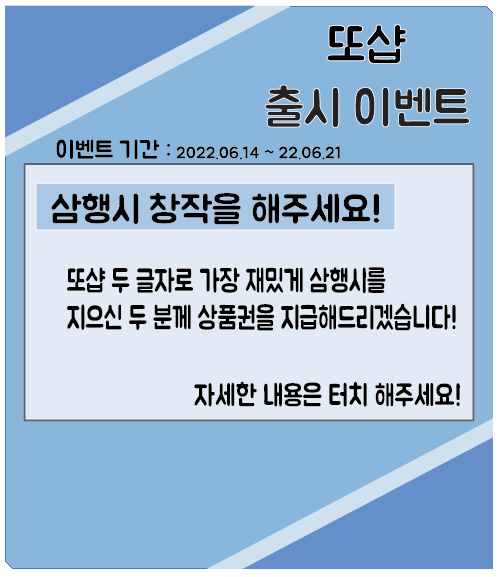 또샵
출시 이벤트
이벤트 기간 : 2022.06.14 ~ 22.06.21
삼행시 창작을 해주세요!
또샵 두 글자로 가장 재밌게 삼행시를
지으신 두 분께 상품권을 지급해드리겠습니다!
자세한 내용은 터치 해주세요!